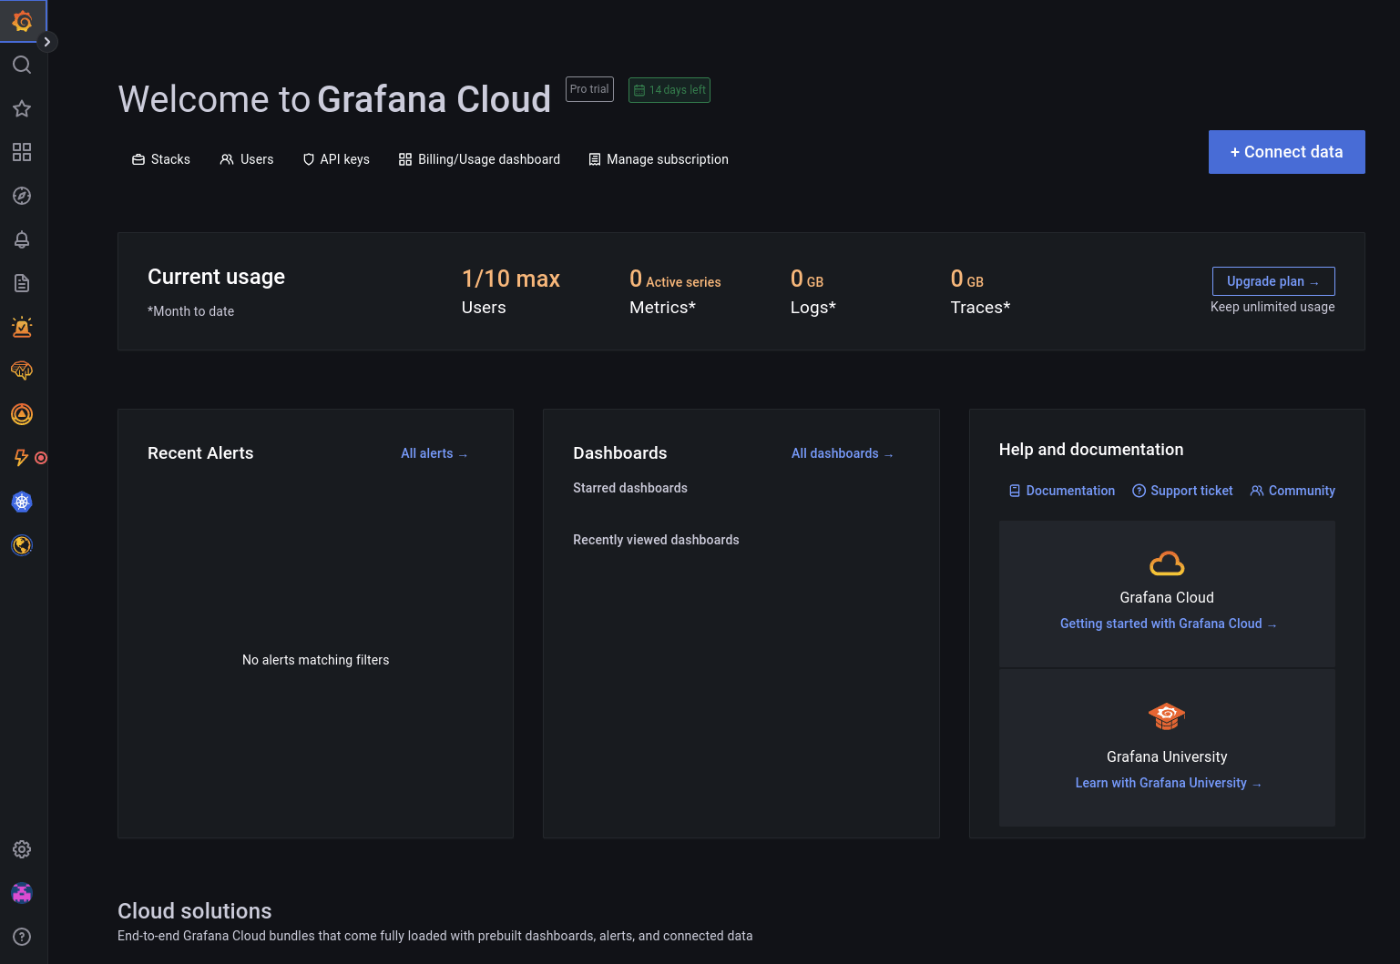 Welcome to Grafana Cloud
Pro trial
14 days left
Stacks
Users
API keys
Billing/Usage dashboard
Manage subscription
+ Connect data
Current usage
*Month to date
1/10 max
Users
0 Active series
Metrics*
0 GB
Logs*
0 GB
Traces*
Upgrade plan →
Keep unlimited usage
Recent Alerts
All alerts →
No alerts matching filters
Dashboards
All dashboards →
Starred dashboards
Recently viewed dashboards
Help and documentation
Documentation
Support ticket
Community
Grafana Cloud
Getting started with Grafana Cloud →
Grafana University
Learn with Grafana University →
Cloud solutions
End-to-end Grafana Cloud bundles that come fully loaded with prebuilt dashboards, alerts, and connected data